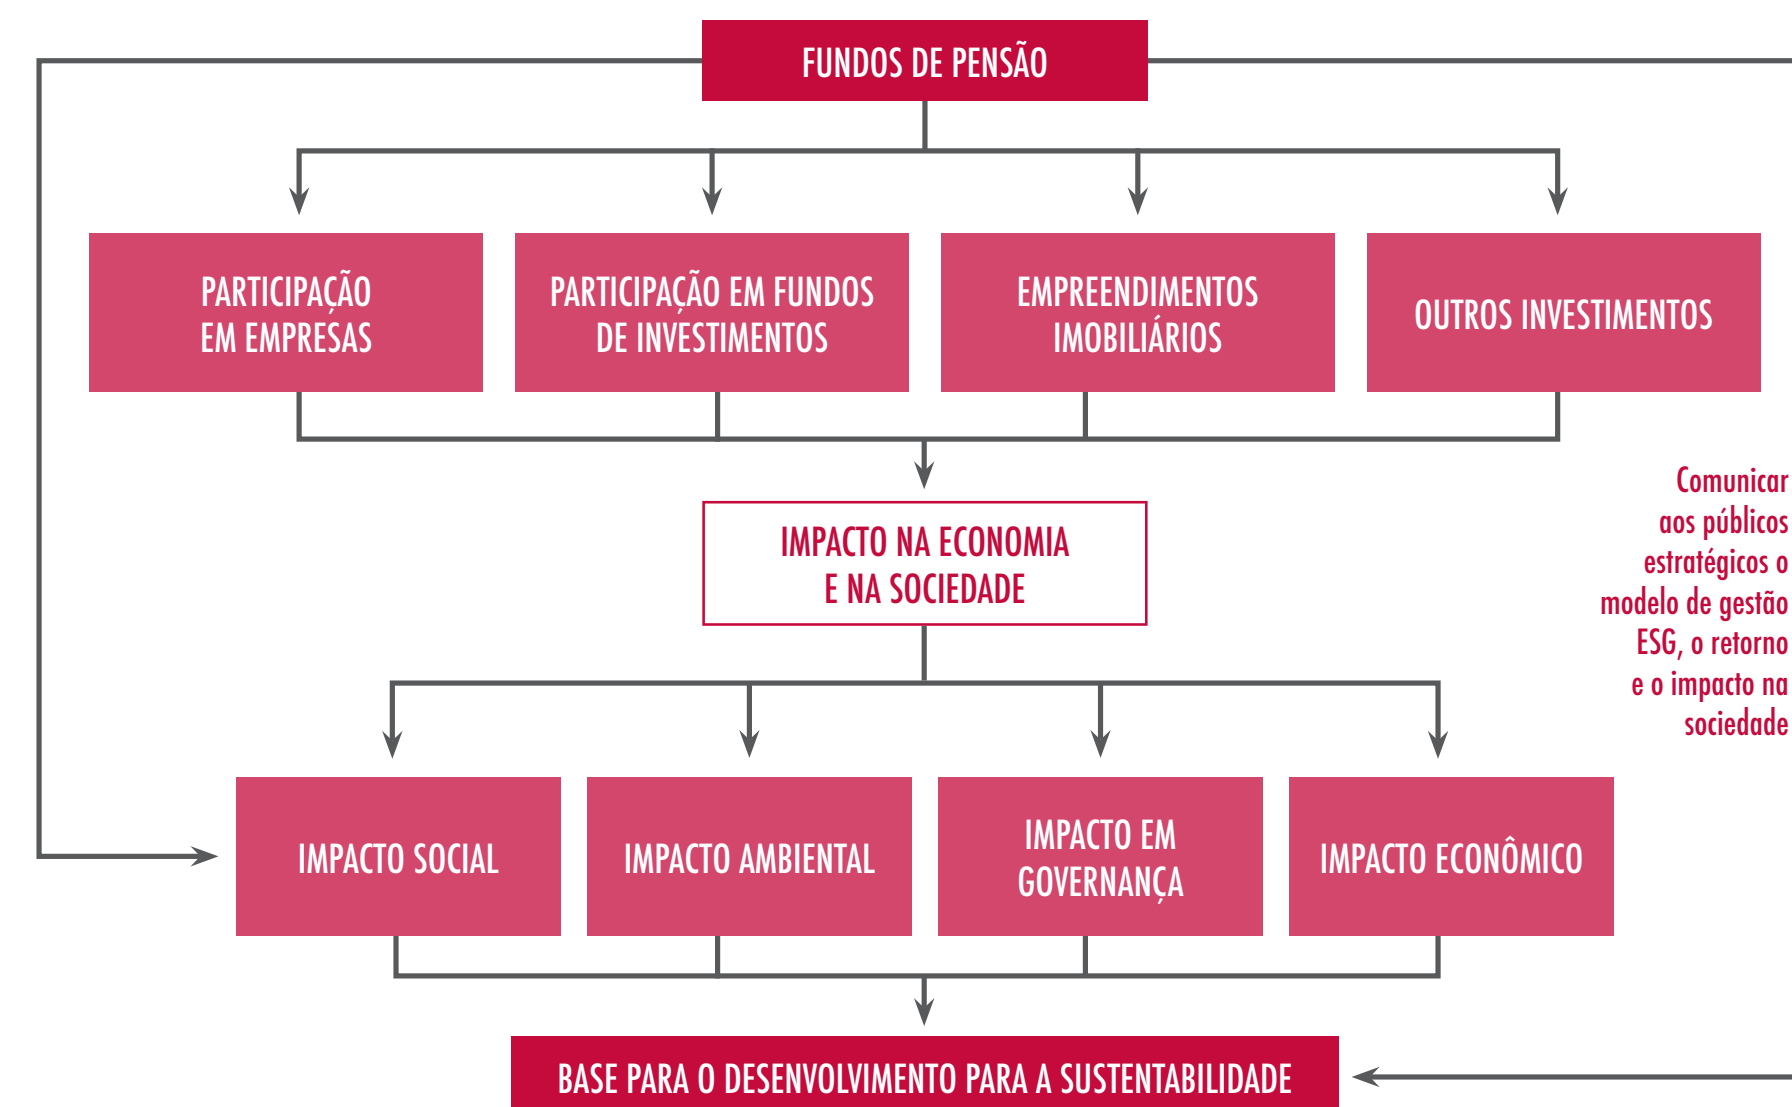 FUNDOS DE PENSÃO
PARTICIPAÇÃO
EM EMPRESAS
PARTICIPAÇÃO EM FUNDOS
DE INVESTIMENTOS
EMPREENDIMENTOS
IMOBILIÁRIOS
OUTROS INVESTIMENTOS
IMPACTO NA ECONOMIA
E NA SOCIEDADE
Comunicar
aos públicos
estratégicos o
modelo de gestão
ESG, o retorno
e o impacto na
sociedade
IMPACTO SOCIAL
IMPACTO AMBIENTAL
IMPACTO EM
GOVERNANÇA
IMPACTO ECONÔMICO
BASE PARA O DESENVOLVIMENTO PARA A SUSTENTABILIDADE